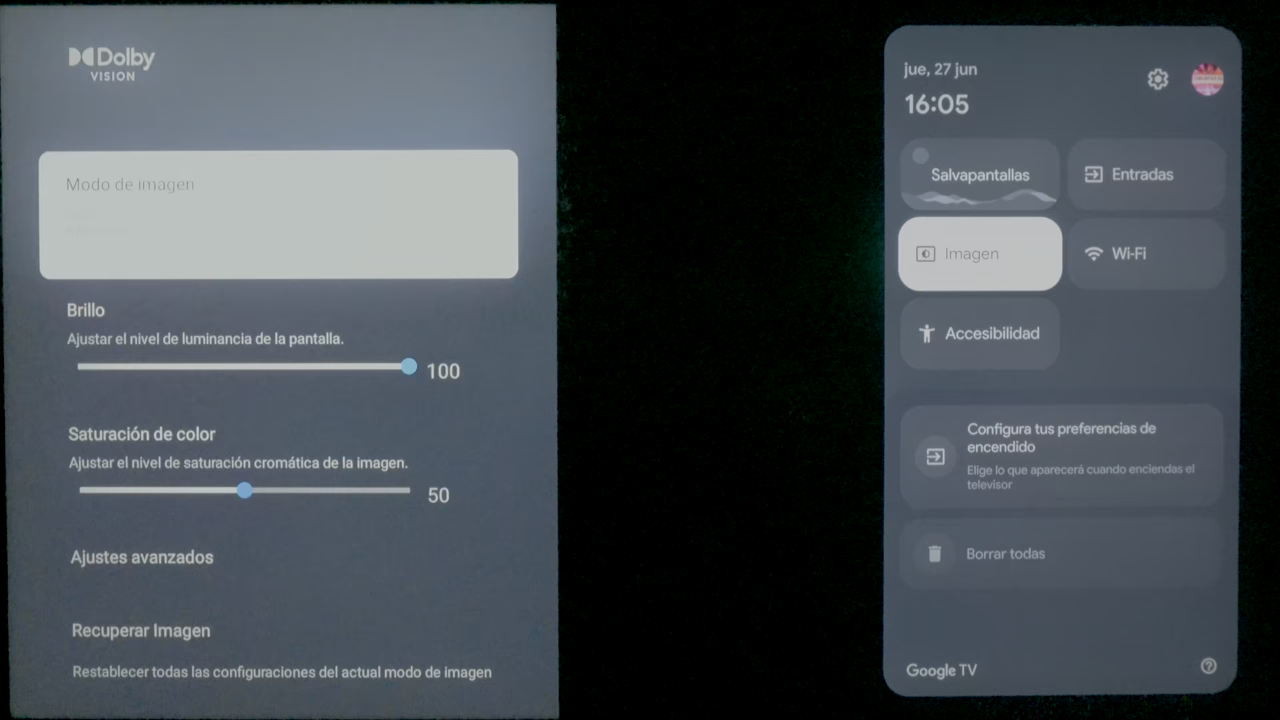 Dolby
VISION
Modo de imagen
Brillo
Ajustar el nivel de luminancia de la pantalla.
100
Saturación de color
Ajustar el nivel de saturación cromática de la imagen.
50
Ajustes avanzados
Recuperar Imagen
Restablecer todas las configuraciones del actual modo de imagen
jue, 27 jun
16:05
Salvapantallas
Entradas
Imagen
Wi-Fi
Accesibilidad
Configura tus preferencias de
encendido
Elige lo que aparecerá cuando enciendas el
televisor
Borrar todas
Google TV